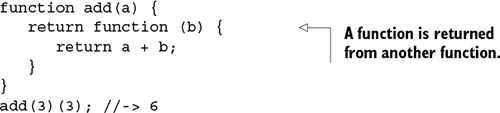 function add(a) {
return function (b) {
return a + b;
}
}
add(3)(3); //-> 6
A function is returned
from another function.